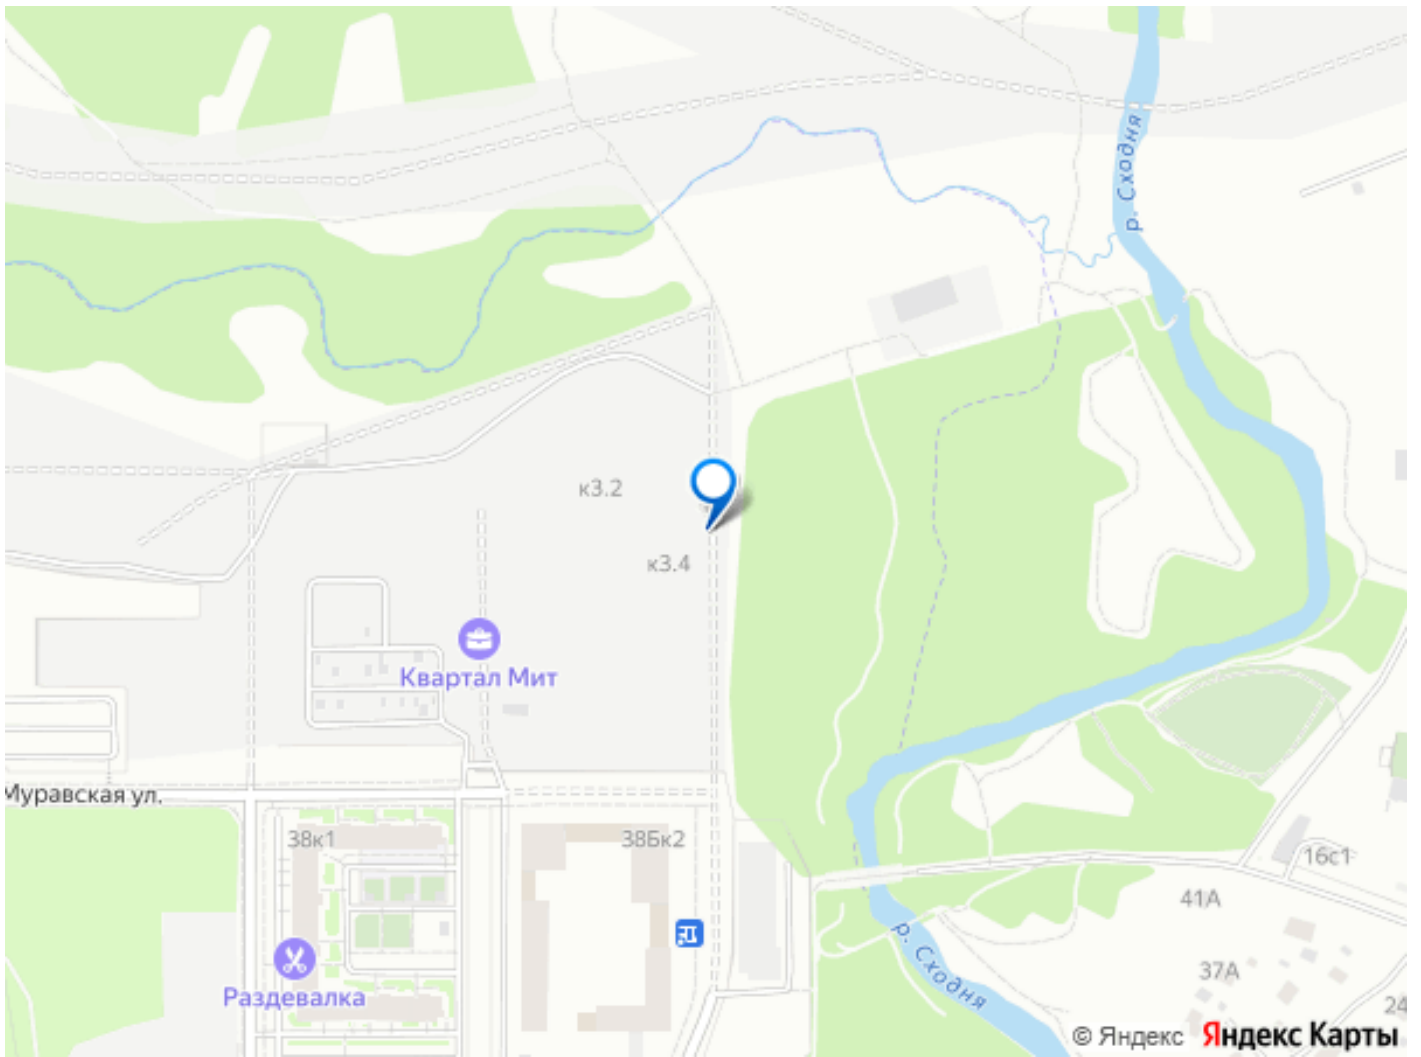 р. Сходня
к3.2
к3.4
Квартал Мит
Муравская ул.
38к1
38Бк2
16с1
41А
р. Сходня
37А
Раздевалка
24
© Яндекс Яндекс Карты